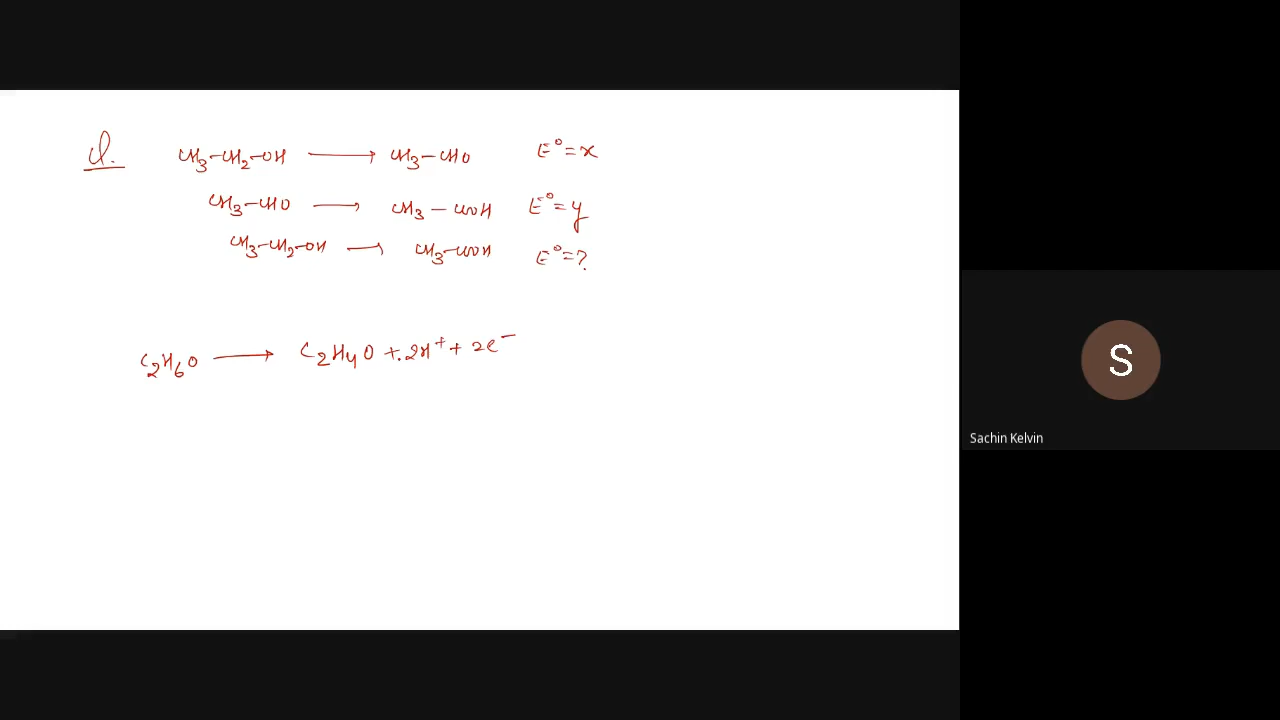 Q. CH3-CH2-OH → CH3-CHO E°=x
CH3-CHO → CH3-COOH E°=y
CH3-CH2-OH → CH3-COOH E°=?
C2H6O → C2H4O + 2H+ + 2e-
S
Sachin Kelvin